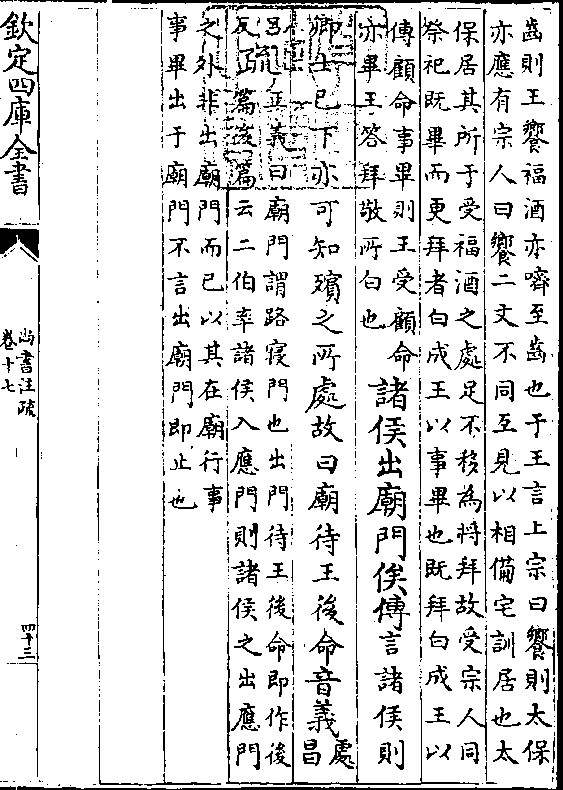 齒則王饗福酒亦嚌至齒也于王言上宗曰饗則太保
亦應有宗人曰饗二文不同互見以相備宅訓居也太
保居其所于受福酒之處足不移為將拜故受宗人同
祭祀既畢而更拜者白成王以事畢也既拜白成王以
傳顧命事畢則王受顧命
亦畢王答拜敬所白也
諸侯出廟門俟傳言諸侯則
卿士已下亦可知殯之所處故曰廟待王後命音義處
昌
呂
反
疏
正義曰廟門謂路寢門也出門待王後命即作後
篇後篇云二伯率諸侯入應門則諸侯之出應門
之外非出廟門而已以其在廟行事
事畢出于廟門不言出廟門即止也
欽定四庫全書
尚書注疏
卷十七
四十三